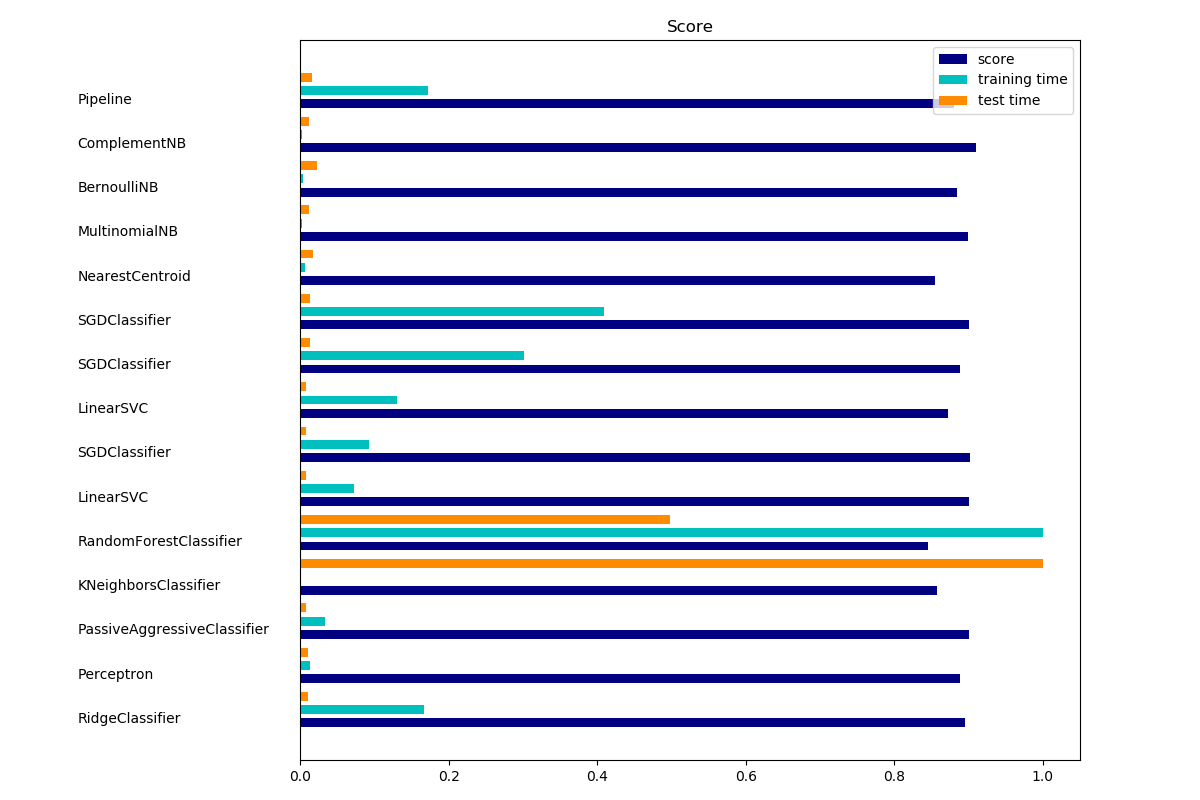 Score
score
training time
test time
Pipeline
ComplementNB
BernoulliNB
MultinomialNB
NearestCentroid
SGDClassifier
SGDClassifier
LinearSVC
SGDClassifier
LinearSVC
RandomForestClassifier
KNeighborsClassifier
PassiveAggressiveClassifier
Perceptron
RidgeClassifier
0.0 0.2 0.4 0.6 0.8 1.0